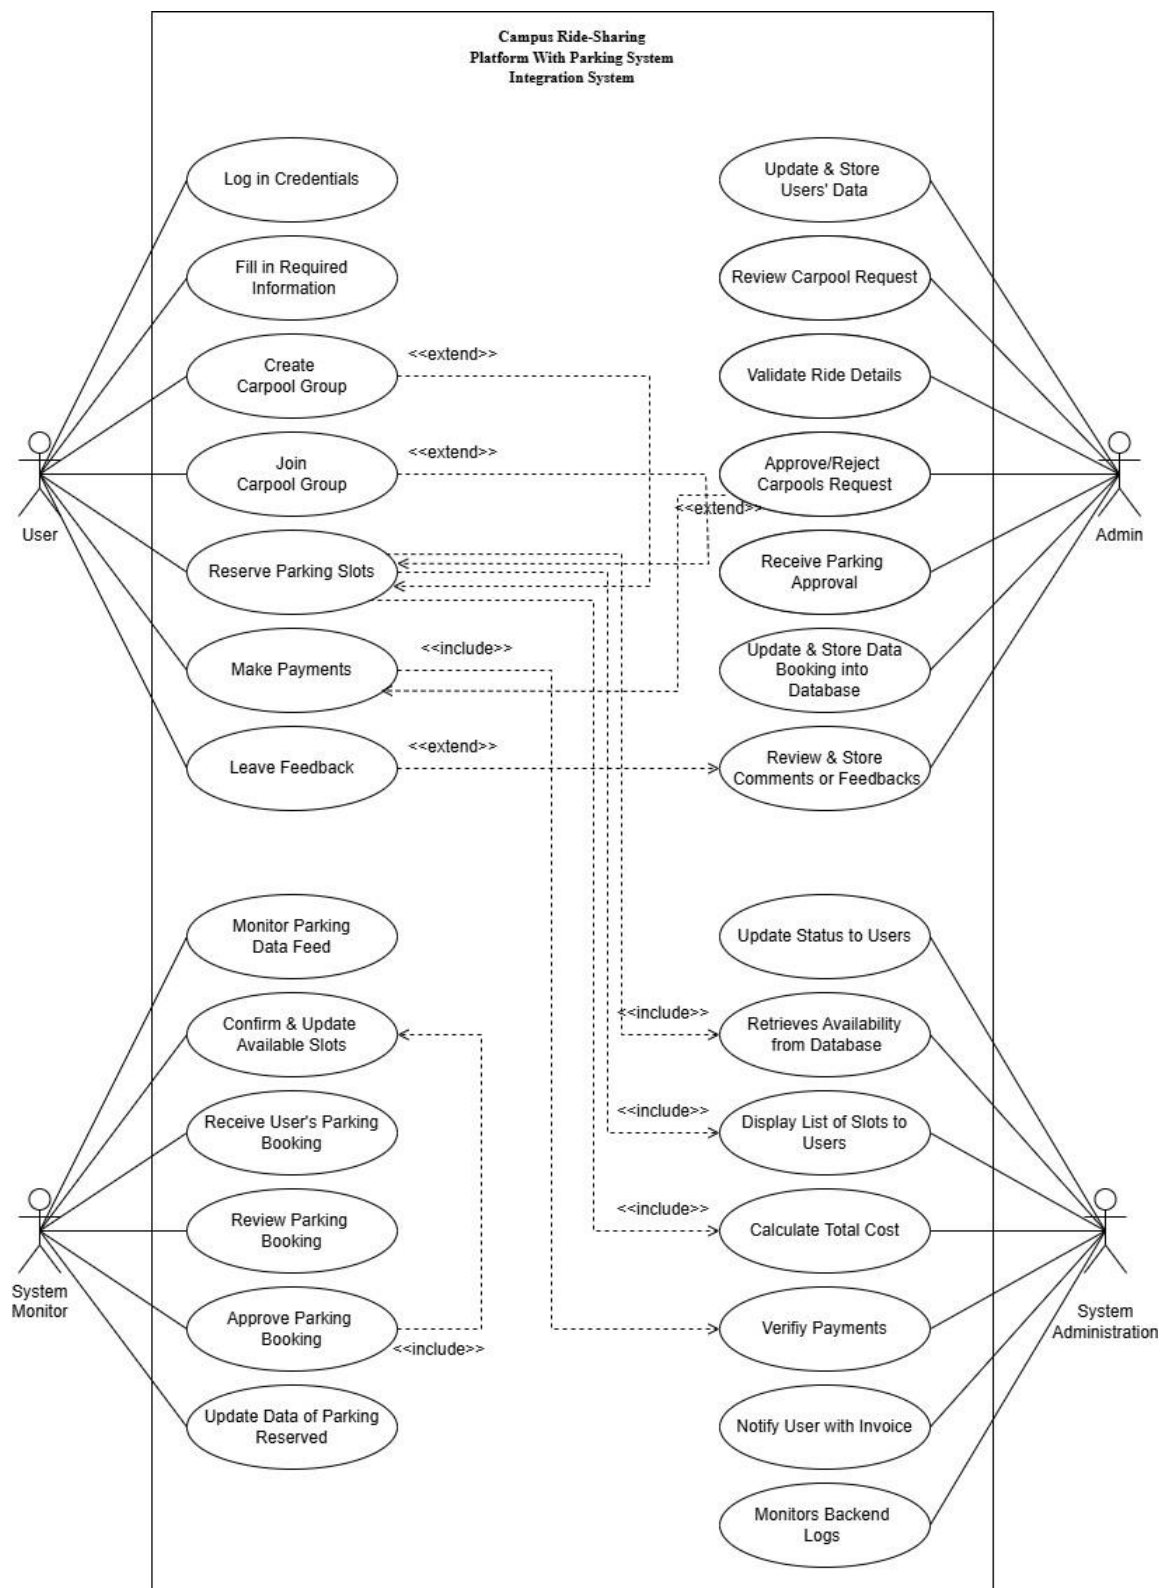 Campus Ride-Sharing
Platform With Parking System
Integration System
Log in Credentials
Update & Store
Users' Data
Fill in Required
Information
Review Carpool Request
Create
Carpool Group
<<extend>>
Validate Ride Details
Join
Carpool Group
<<extend>>
Approve/Reject
Carpools Request
<<extend>>
User
Admin
Reserve Parking Slots
Receive Parking
Approval
Make Payments
<<include>>
Update & Store Data
Booking into
Database
Leave Feedback
<<extend>>
Review & Store
Comments or Feedbacks
Monitor Parking
Data Feed
Update Status to Users
Confirm & Update
Available Slots
<<include>>
Retrieves Availability
from Database
Receive User's Parking
Booking
<<include>>
Display List of Slots to
Users
Review Parking
Booking
<<include>>
Calculate Total Cost
System
Monitor
System
Administration
Approve Parking
Booking
<<include>>
Verifiy Payments
Update Data of Parking
Reserved
Notify User with Invoice
Monitors Backend
Logs